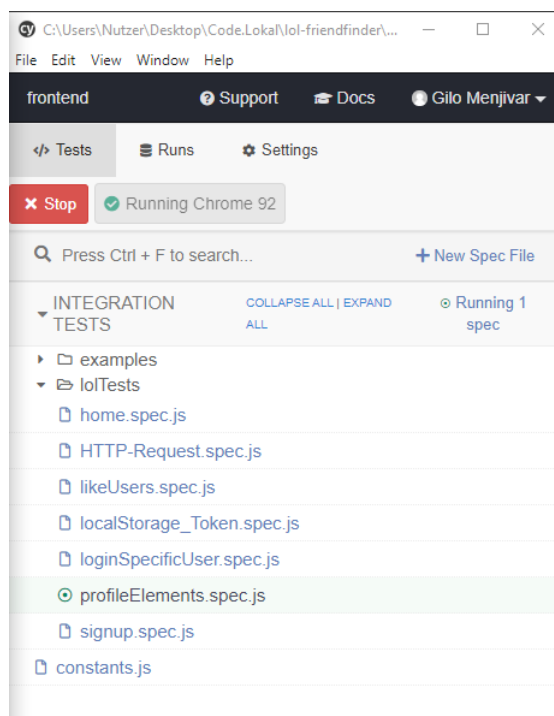 cy C:\Users\Nutzer\Desktop\Code.Lokal\lol-friendfinder\...
File Edit View Window Help
frontend Support Docs Gilo Menjivar
</> Tests Runs Settings
Stop Running Chrome 92
Press Ctrl + F to search... + New Spec File
INTEGRATION TESTS COLLAPSE ALL | EXPAND ALL Running 1 spec
examples
lolTests
home.spec.js
HTTP-Request.spec.js
likeUsers.spec.js
localStorage_Token.spec.js
loginSpecificUser.spec.js
profileElements.spec.js
signup.spec.js
constants.js